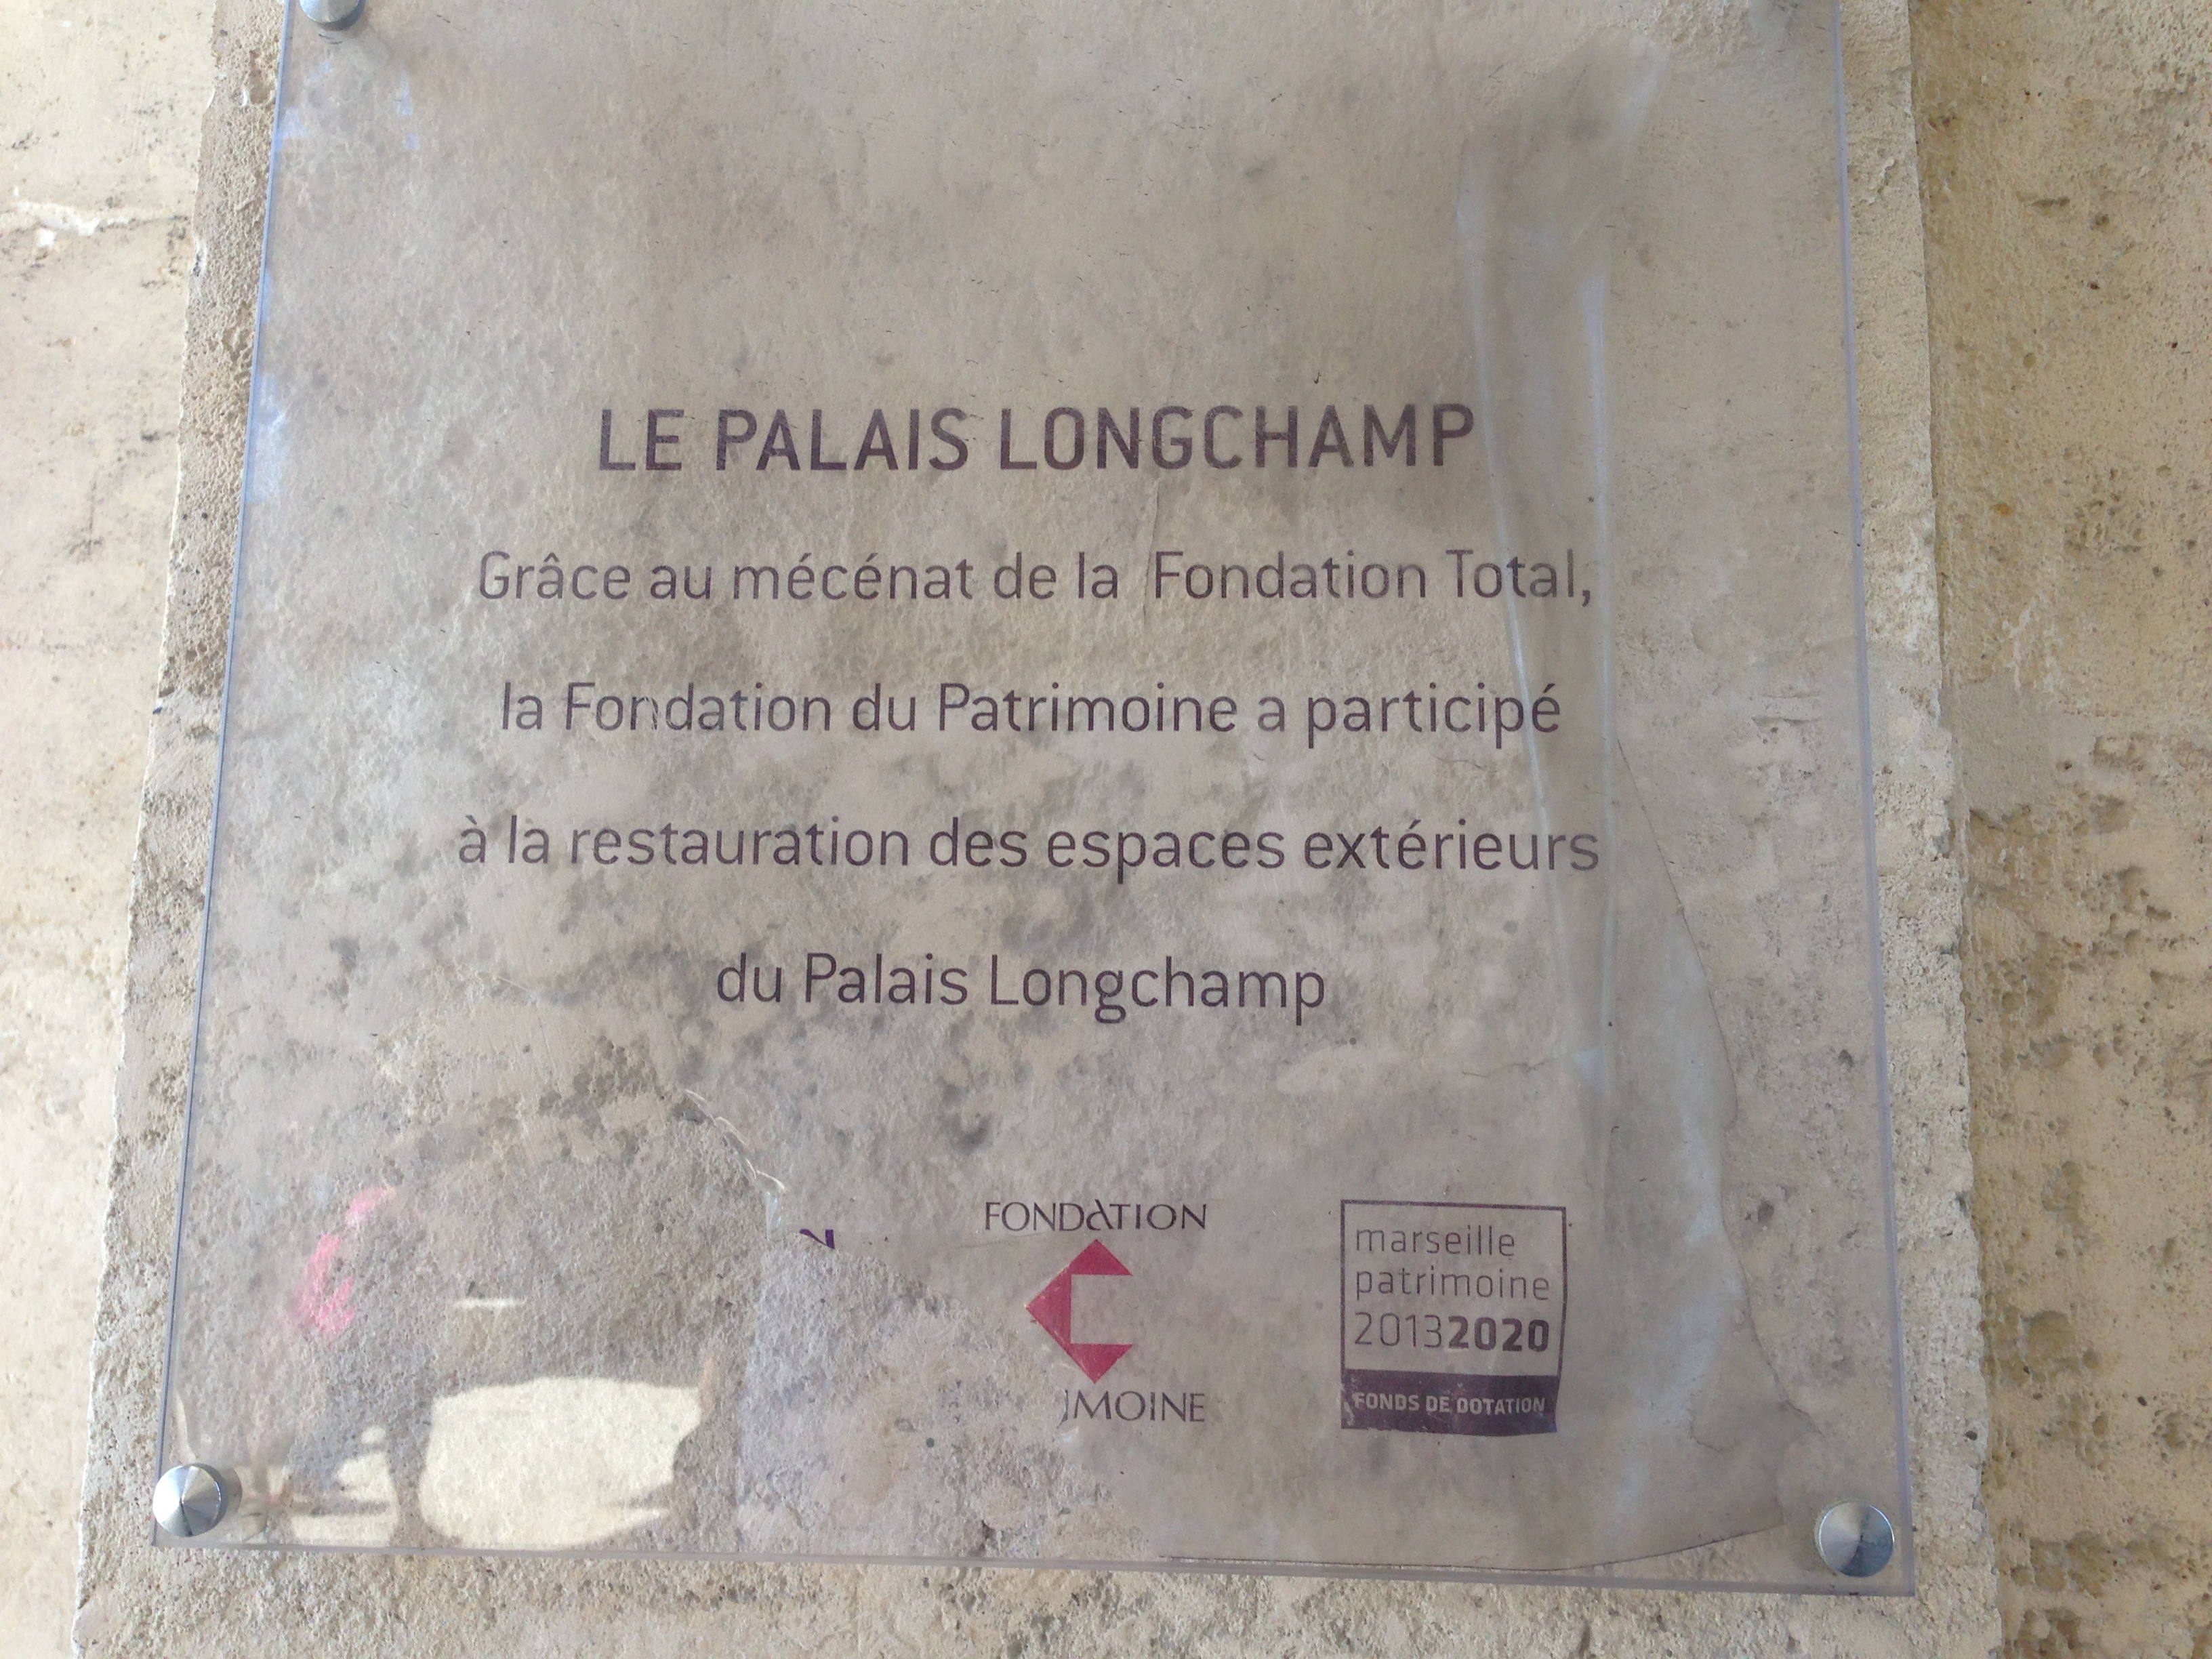 LE PALAIS LONGCHAMP
Grâce au mécénat de la Fondation Total,
la Fondation du Patrimoine a participé
à la restauration des espaces extérieurs
du Palais Longchamp
FONDATION
IMOINE
marseille
patrimoine
20132020
FONDS DE DOTATION